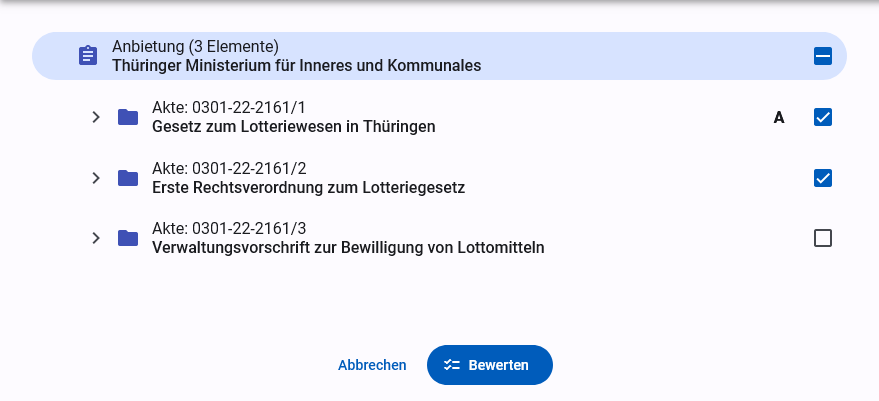 Anbietung (3 Elemente)
Thüringer Ministerium für Inneres und Kommunales
Akte: 0301-22-2161/1
Gesetz zum Lotteriewesen in Thüringen
A
Akte: 0301-22-2161/2
Erste Rechtsverordnung zum Lotteriegesetz
Akte: 0301-22-2161/3
Verwaltungsvorschrift zur Bewilligung von Lottomitteln
Abbrechen
Bewerten